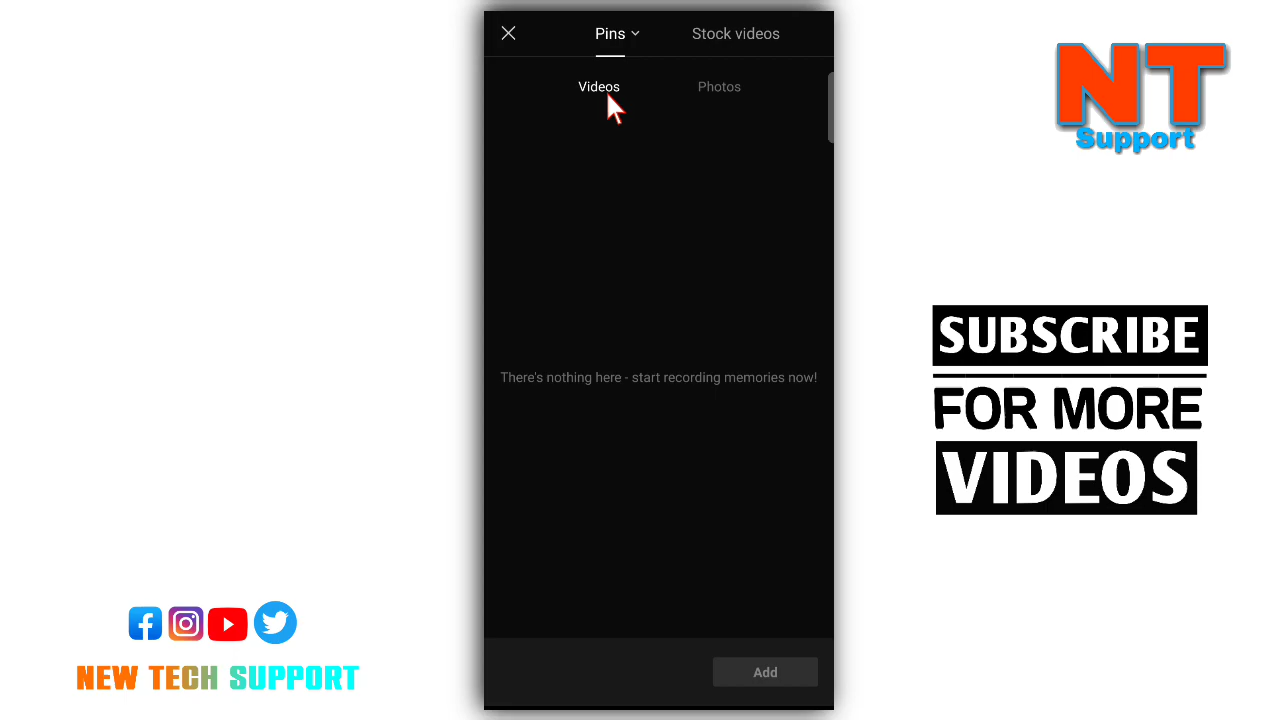 Pins
Stock videos
Videos
Photos
There's nothing here - start recording memories now!
Add
NT
Support
SUBSCRIBE
FOR MORE
VIDEOS
NEW TECH SUPPORT